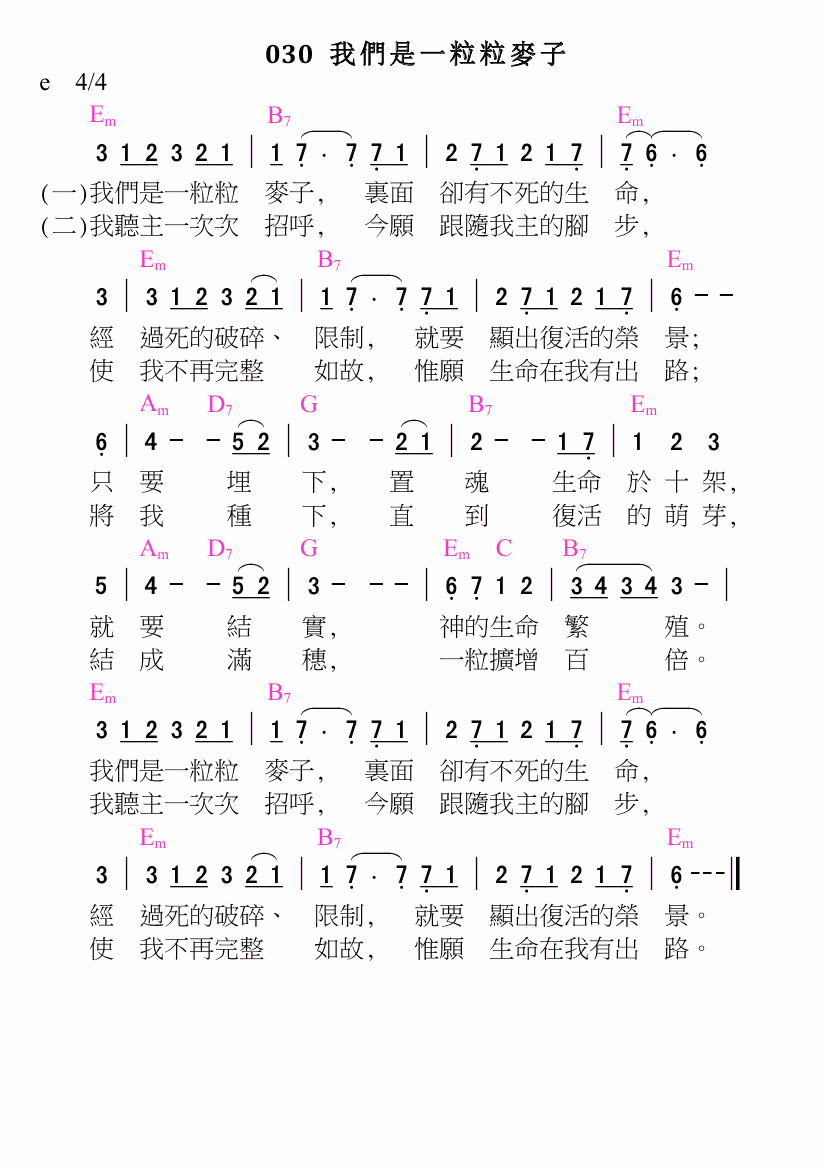 030 我們是一粒粒麥子
e 4/4
Em B7 Em
3 1 2 3 2 1 | 1 7 · 7 7 1 | 2 7 1 2 1 7 | 7 6 · 6
(一)我們是一粒粒 麥子, 裏面 卻有不死的生 命,
(二)我聽主一次次 招呼, 今願 跟隨我主的腳 步,
Em B7 Em
3 | 3 1 2 3 2 1 | 1 7 · 7 7 1 | 2 7 1 2 1 7 | 6 - -
經 過死的破碎、 限制, 就要 顯出復活的榮 景;
使 我不再完整 如故, 惟願 生命在我有出 路;
Am D7 G B7 Em
6 | 4 - - 5 2 | 3 - - 2 1 | 2 - - 1 7 | 1 2 3
只 要 埋 下, 置 魂 生命 於 十 架,
將 我 種 下, 直 到 復活 的 萌 芽,
Am D7 G Em C B7
5 | 4 - - 5 2 | 3 - - - | 6 7 1 2 | 3 4 3 4 3 - |
就 要 結 實, 神的生命 繁 殖。
結 成 滿 穗, 一粒擴增 百 倍。
Em B7 Em
3 1 2 3 2 1 | 1 7 · 7 7 1 | 2 7 1 2 1 7 | 7 6 · 6
我們是一粒粒 麥子, 裏面 卻有不死的生 命,
我聽主一次次 招呼, 今願 跟隨我主的腳 步,
Em B7 Em
3 | 3 1 2 3 2 1 | 1 7 · 7 7 1 | 2 7 1 2 1 7 | 6 - - - ‖
經 過死的破碎、 限制, 就要 顯出復活的榮 景。
使 我不再完整 如故, 惟願 生命在我有出 路。